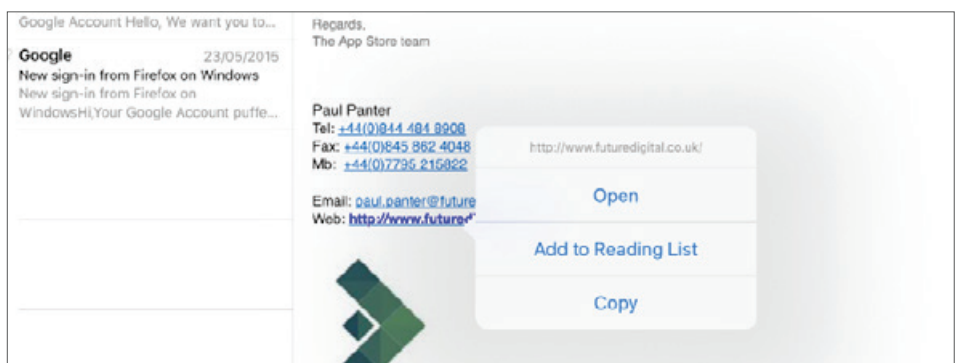 Google Account Hello, We want you to...
Google 23/05/2015
New sign-in from Firefox on Windows
New sign-in from Firefox on
WindowsHi,Your Google Account puffe...
Regards,
The App Store team
Paul Panter
Tel: +44(0)844 484 8908
Fax: +44(0)845 862 4048
Mb: +44(0)7795 215822
Email: paul.panter@future
Web: http://www.futured
http://www.futuredigital.co.uk/
Open
Add to Reading List
Copy